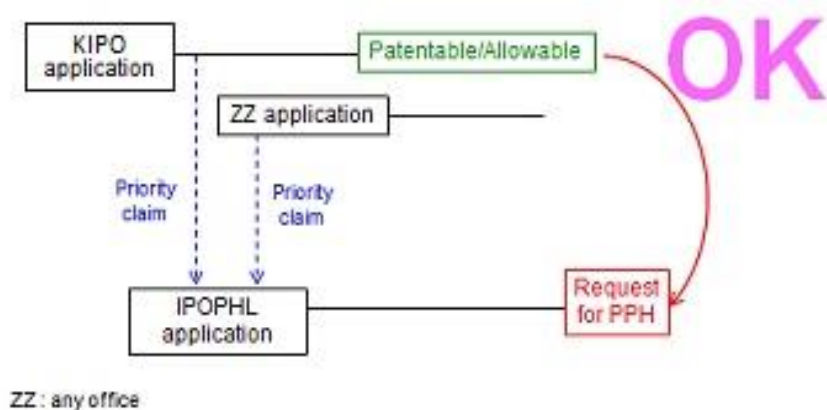 KIPO
application
Patentable/Allowable
OK
ZZ application
Priority
claim
Priority
claim
IPOPHL
application
Request
for PPH
ZZ : any office